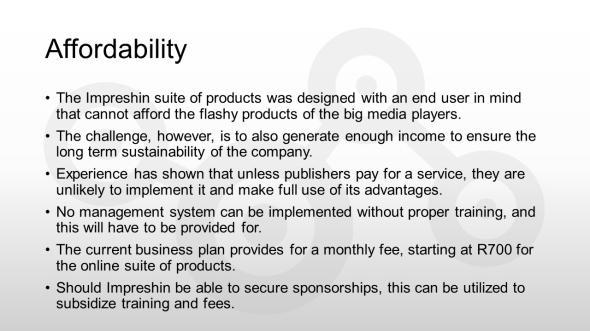 Affordability
• The Impreshin suite of products was designed with an end user in mind
that cannot afford the flashy products of the big media players.
• The challenge, however, is to also generate enough income to ensure the
long term sustainability of the company.
• Experience has shown that unless publishers pay for a service, they are
unlikely to implement it and make full use of its advantages.
• No management system can be implemented without proper training, and
this will have to be provided for.
• The current business plan provides for a monthly fee, starting at R700 for
the online suite of products.
• Should Impreshin be able to secure sponsorships, this can be utilized to
subsidize training and fees.